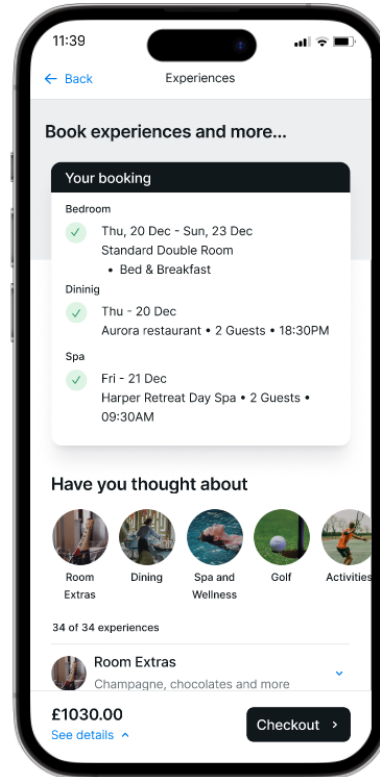 11:39
Back
Experiences
Book experiences and more...
Your booking
Bedroom
Thu, 20 Dec - Sun, 23 Dec
Standard Double Room
• Bed & Breakfast
Dininig
Thu - 20 Dec
Aurora restaurant • 2 Guests • 18:30PM
Spa
Fri - 21 Dec
Harper Retreat Day Spa • 2 Guests •
09:30AM
Have you thought about
Room
Extras
Dining
Spa and
Wellness
Golf
Activities
34 of 34 experiences
Room Extras
Champagne, chocolates and more
£1030.00
See details
Checkout